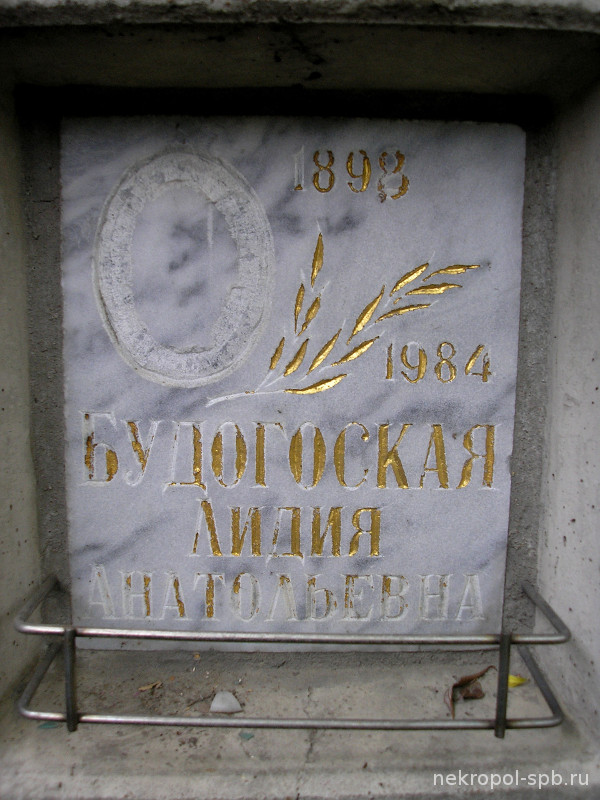 1898
1984
БУДОГОСКАЯ
ЛИДИЯ
АНАТОЛЬЕВНА
nekropol-spb.ru